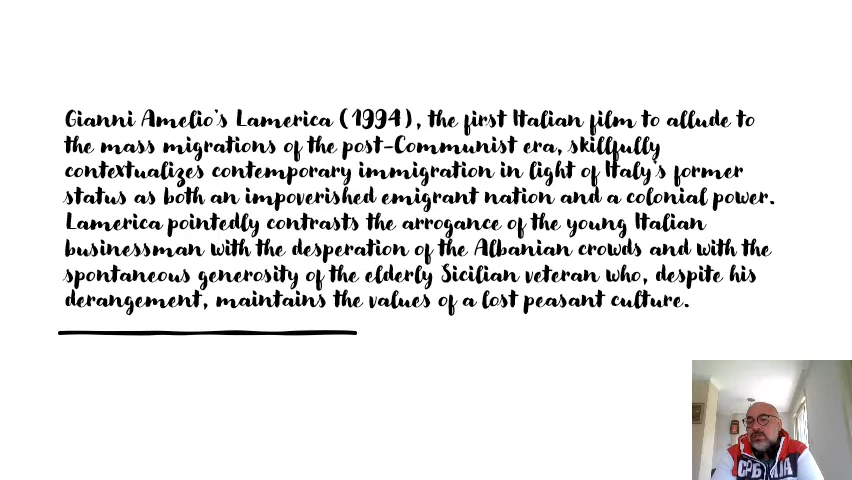 Gianni Amelio's Lamerica (1994), the first Italian film to allude to
the mass migrations of the post-Communist era, skillfully
contextualizes contemporary immigration in light of Italy's former
status as both an impoverished emigrant nation and a colonial power.
Lamerica pointedly contrasts the arrogance of the young Italian
businessman with the desperation of the Albanian crowds and with the
spontaneous generosity of the elderly Sicilian veteran who, despite his
derangement, maintains the values of a lost peasant culture.